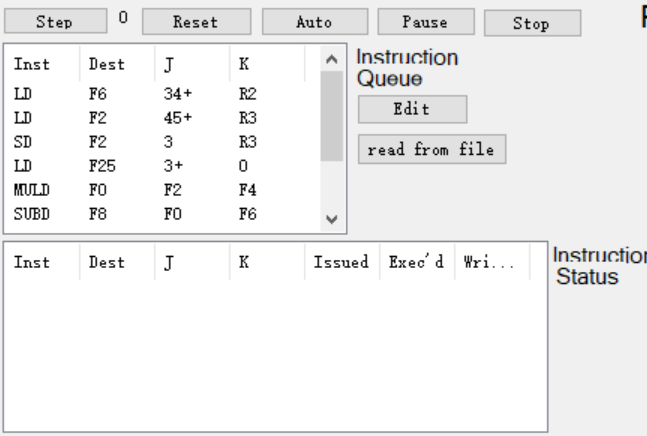 Step 0 Reset Auto Pause Stop
Inst Dest J K
LD F6 34+ R2
LD F2 45+ R3
SD F2 3 R3
LD F25 3+ 0
MULD F0 F2 F4
SUBD F8 F0 F6
Instruction
Queue
Edit
read from file
Inst Dest J K Issued Exec'd Wri...
Instruction
Status